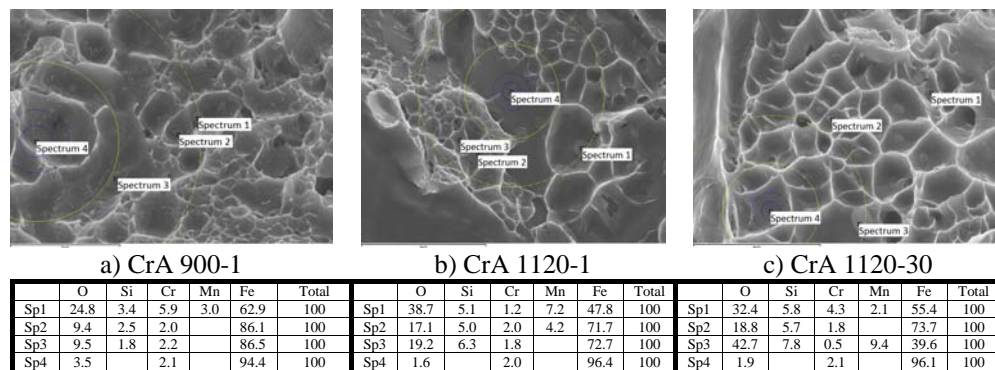 Spectrum 1
Spectrum 2
Spectrum 4
Spectrum 3
Spectrum 4
Spectrum 3
Spectrum 1
Spectrum 2
Spectrum 1
Spectrum 2
Spectrum 4
Spectrum 3
a) CrA 900-1
b) CrA 1120-1
c) CrA 1120-30
O Si Cr Mn Fe Total
Sp1 24.8 3.4 5.9 3.0 62.9 100
Sp2 9.4 2.5 2.0 86.1 100
Sp3 9.5 1.8 2.2 86.5 100
Sp4 3.5 2.1 94.4 100
O Si Cr Mn Fe Total
Sp1 38.7 5.1 1.2 7.2 47.8 100
Sp2 17.1 5.0 2.0 4.2 71.7 100
Sp3 19.2 6.3 1.8 72.7 100
Sp4 1.6 2.0 96.4 100
O Si Cr Mn Fe Total
Sp1 32.4 5.8 4.3 2.1 55.4 100
Sp2 18.8 5.7 1.8 73.7 100
Sp3 42.7 7.8 0.5 9.4 39.6 100
Sp4 1.9 2.1 96.1 100